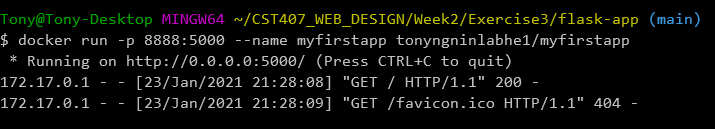 Tony@Tony-Desktop MINGW64 ~/CST407_WEB_DESIGN/Week2/Exercise3/flask-app (main)
$ docker run -p 8888:5000 --name myfirstapp tonyngninlabhe1/myfirstapp
 * Running on http://0.0.0.0:5000/ (Press CTRL+C to quit)
172.17.0.1 - - [23/Jan/2021 21:28:08] "GET / HTTP/1.1" 200 -
172.17.0.1 - - [23/Jan/2021 21:28:09] "GET /favicon.ico HTTP/1.1" 404 -